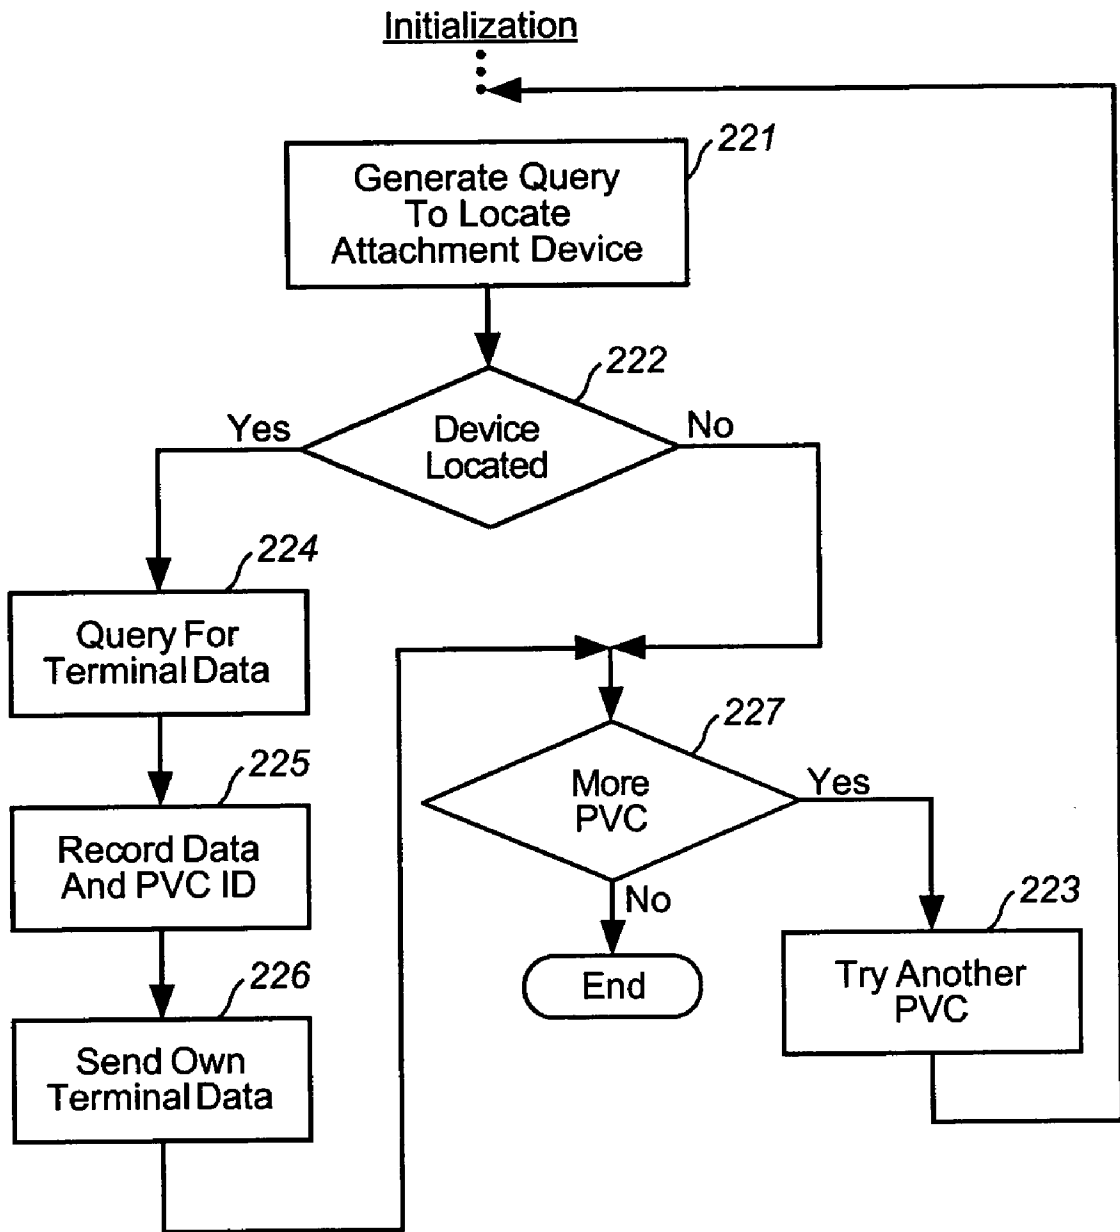 Initialization
221
Generate Query
To Locate
Attachment Device
222
Yes
No
Device
Located
224
Query For
Terminal Data
227
More
PVC
Yes
225
Record Data
And PVC ID
No
223
226
End
Try Another
PVC
Send Own
Terminal Data